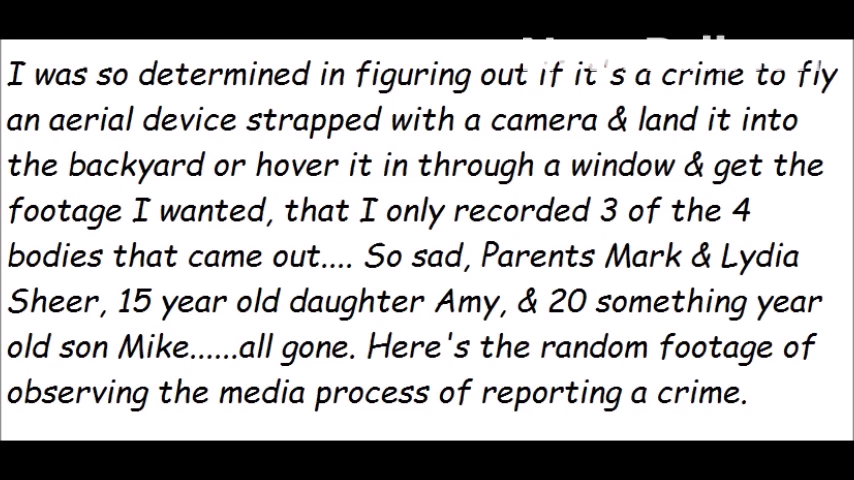 I was so determined in figuring out if it's a crime to fly
an aerial device strapped with a camera & land it into
the backyard or hover it in through a window & get the
footage I wanted, that I only recorded 3 of the 4
bodies that came out.... So sad, Parents Mark & Lydia
Sheer, 15 year old daughter Amy, & 20 something year
old son Mike......all gone. Here's the random footage of
observing the media process of reporting a crime.